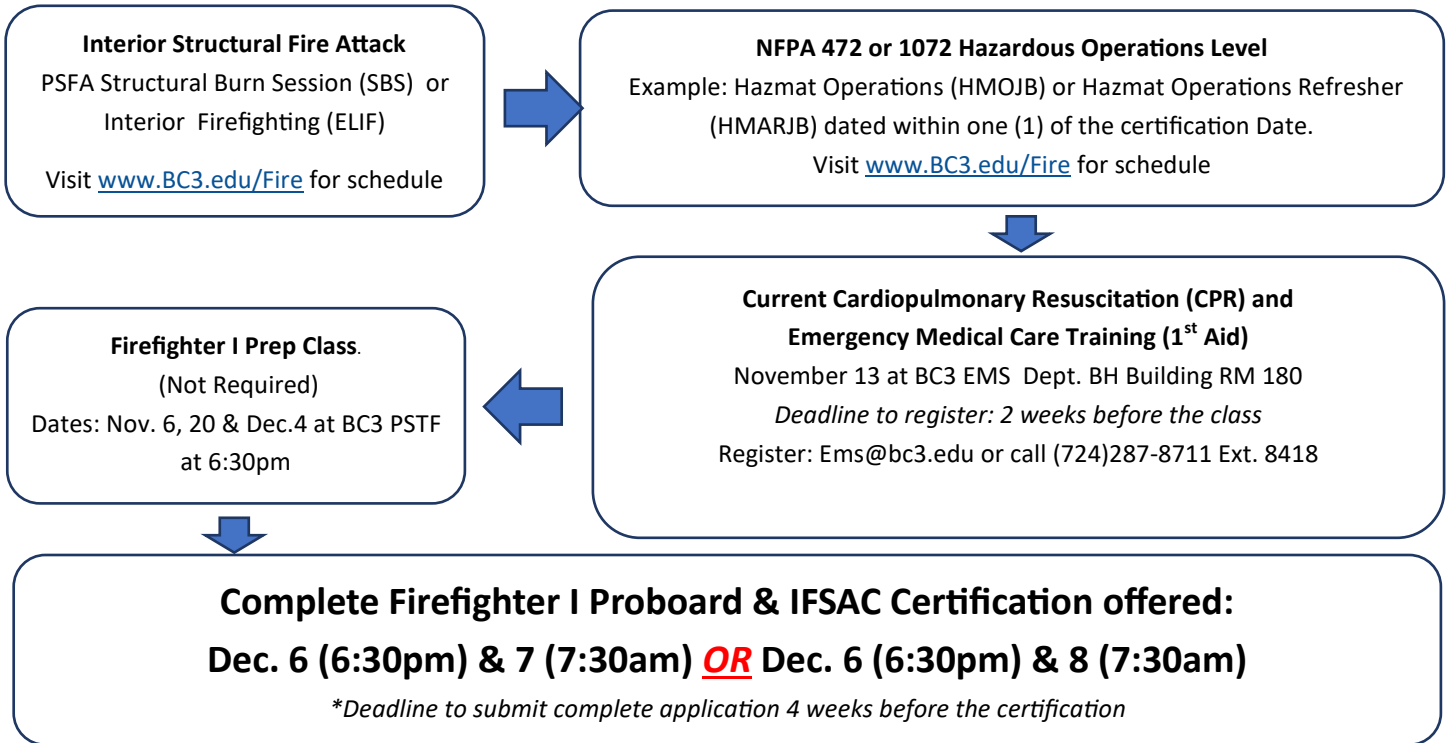 Interior Structural Fire Attack
PSFA Structural Burn Session (SBS) or
Interior Firefighting (ELIF)
Visit www.BC3.edu/Fire for schedule
NFPA 472 or 1072 Hazardous Operations Level
Example: Hazmat Operations (HMOJB) or Hazmat Operations Refresher
(HMARJB) dated within one (1) of the certification Date.
Visit www.BC3.edu/Fire for schedule
Current Cardiopulmonary Resuscitation (CPR) and
Emergency Medical Care Training (1st Aid)
November 13 at BC3 EMS Dept. BH Building RM 180
Deadline to register: 2 weeks before the class
Register: Ems@bc3.edu or call (724)287-8711 Ext. 8418
Firefighter I Prep Class.
(Not Required)
Dates: Nov. 6, 20 & Dec.4 at BC3 PSTF
at 6:30pm
Complete Firefighter I Proboard & IFSAC Certification offered:
Dec. 6 (6:30pm) & 7 (7:30am) OR Dec. 6 (6:30pm) & 8 (7:30am)
*Deadline to submit complete application 4 weeks before the certification